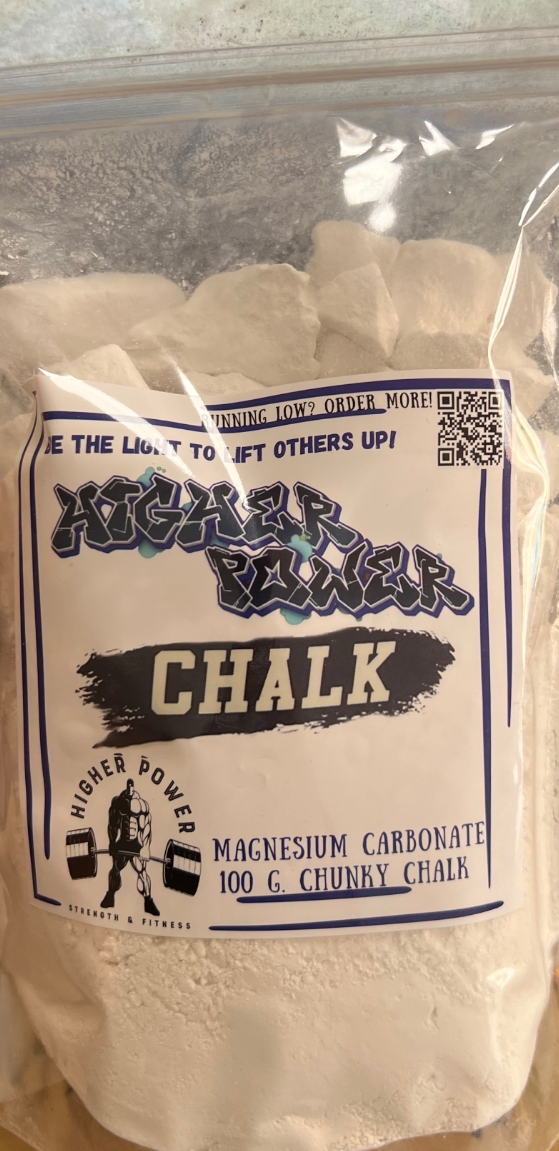 RUNNING LOW? ORDER MORE!
BE THE LIGHT TO LIFT OTHERS UP!
HIGHER
POWER
CHALK
HIGHER POWER
STRENGTH & FITNESS
MAGNESIUM CARBONATE
100 G. CHUNKY CHALK